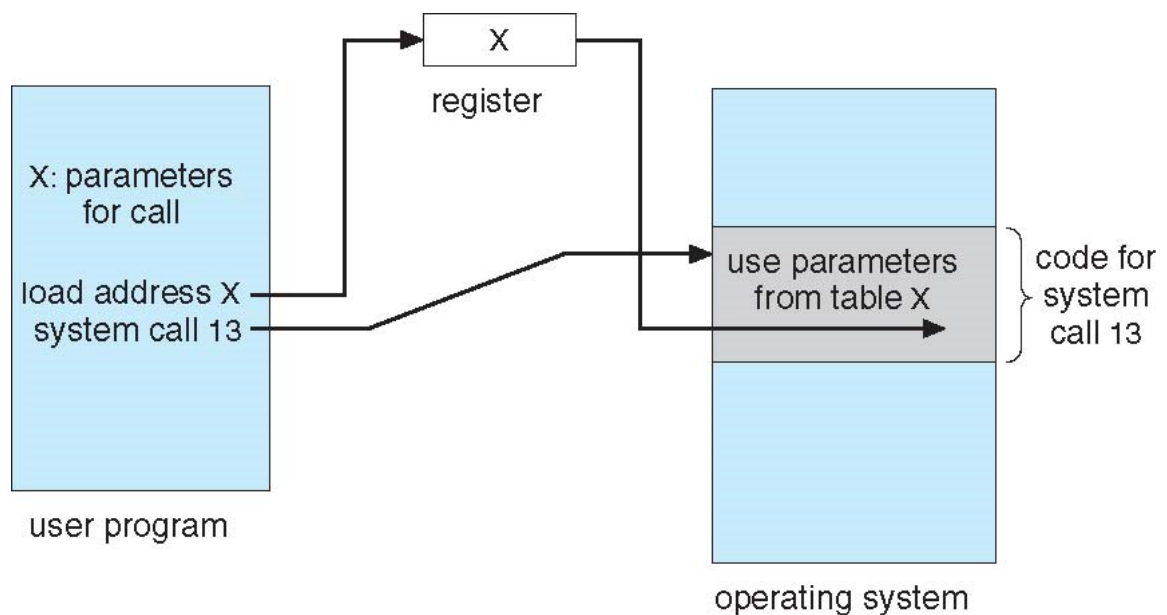 X
register
X: parameters
for call
load address X
system call 13
use parameters
from table X
code for
system
call 13
user program
operating system